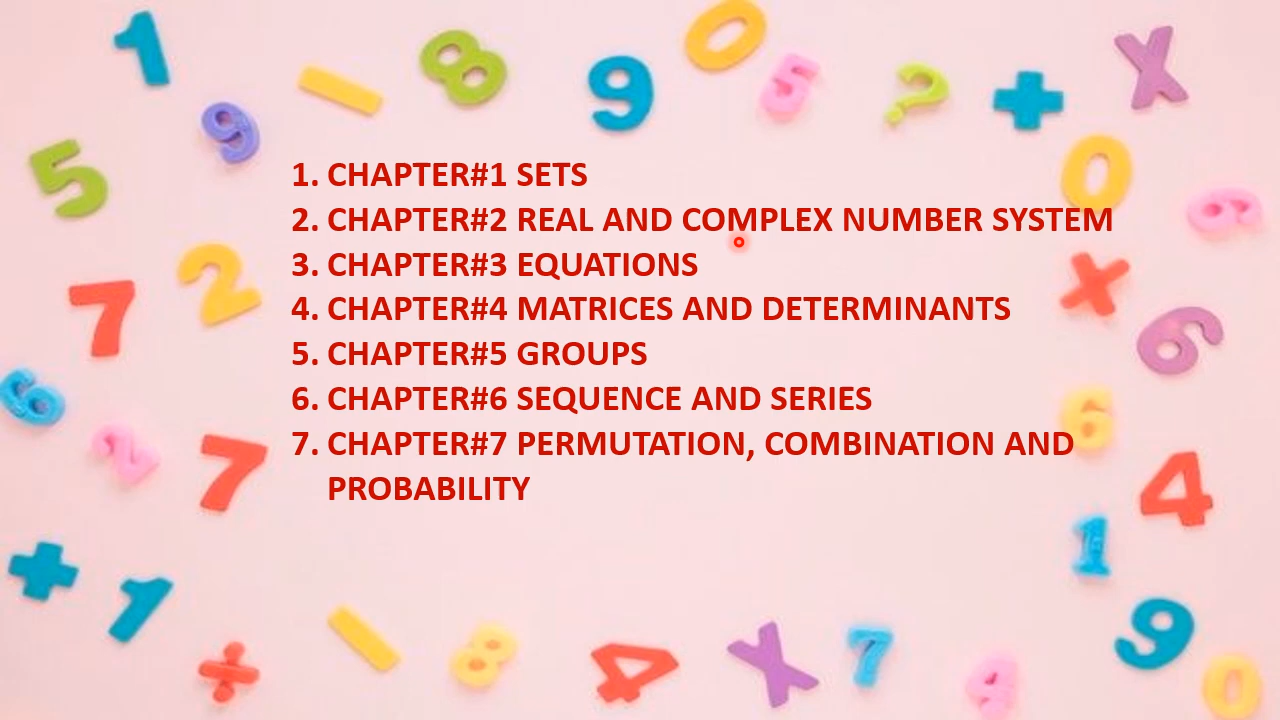 1. CHAPTER#1 SETS
2. CHAPTER#2 REAL AND COMPLEX NUMBER SYSTEM
3. CHAPTER#3 EQUATIONS
4. CHAPTER#4 MATRICES AND DETERMINANTS
5. CHAPTER#5 GROUPS
6. CHAPTER#6 SEQUENCE AND SERIES
7. CHAPTER#7 PERMUTATION, COMBINATION AND
PROBABILITY